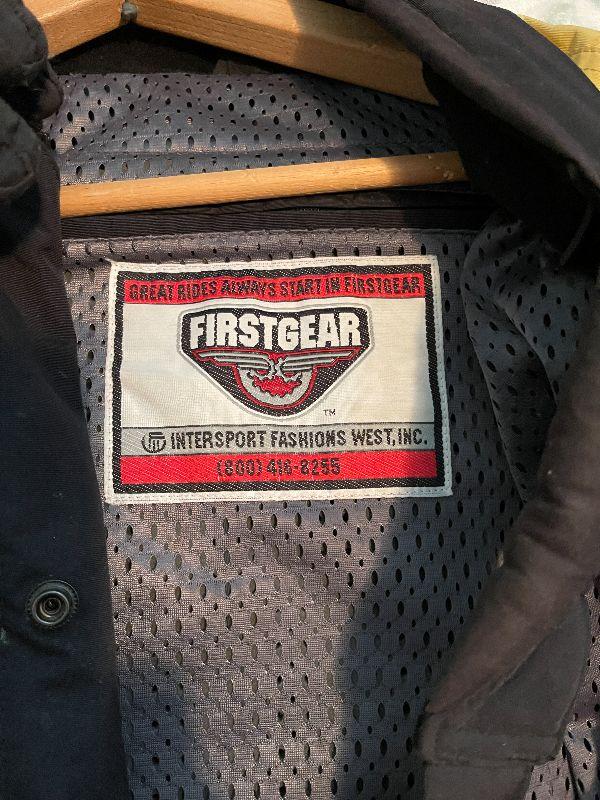 GREAT RIDES ALWAYS START IN FIRSTGEAR
FIRSTGEAR
TM
INTERSPORT FASHIONS WEST, INC.
(800) 416-8255